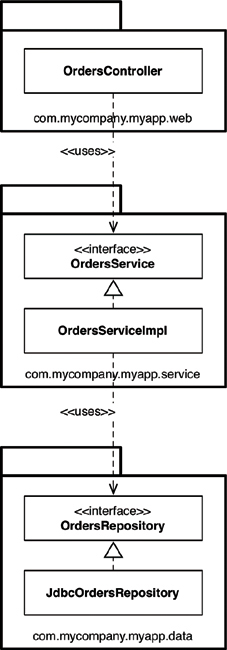 OrdersController
com.mycompany.myapp.web
<<uses>>
<<interface>>
OrdersService
OrdersServiceImpl
com.mycompany.myapp.service
<<uses>>
<<interface>>
OrdersRepository
JdbcOrdersRepository
com.mycompany.myapp.data